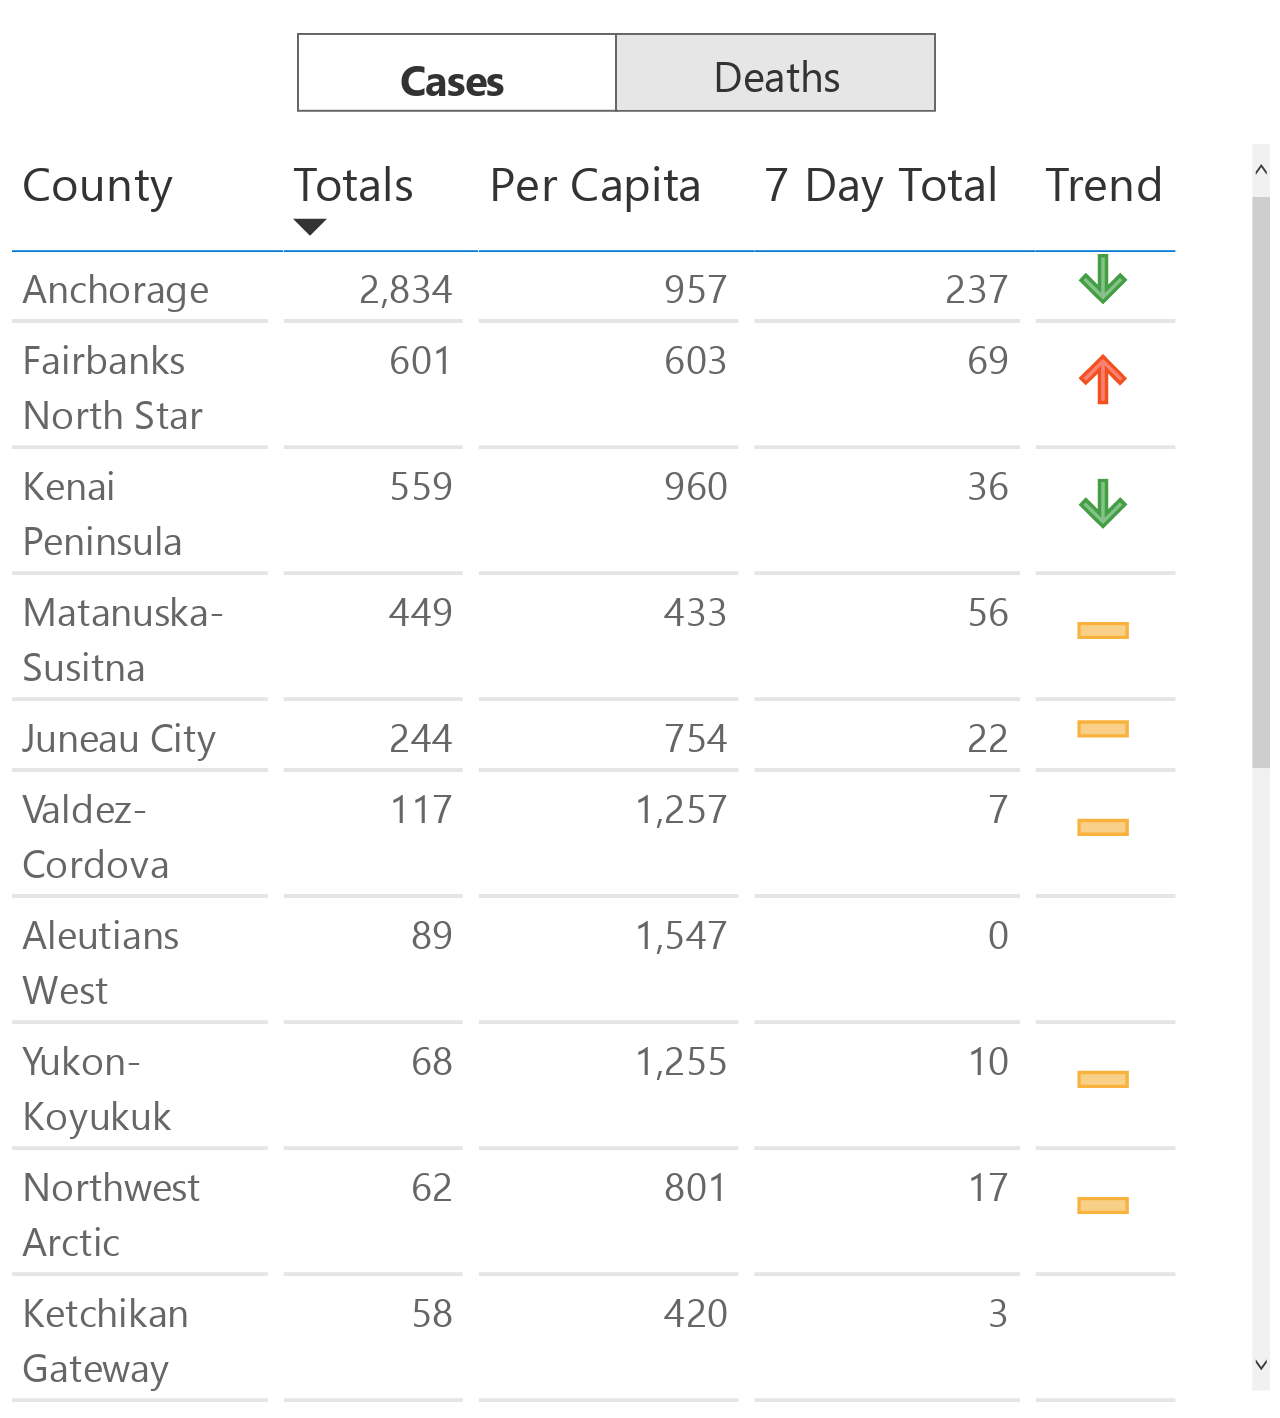 Cases Deaths
County Totals Per Capita 7 Day Total Trend
Anchorage 2,834 957 237
Fairbanks 601 603 69
North Star
Kenai 559 960 36
Peninsula
Matanuska- 449 433 56
Susitna
Juneau City 244 754 22
Valdez- 117 1,257 7
Cordova
Aleutians 89 1,547 0
West
Yukon- 68 1,255 10
Koyukuk
Northwest 62 801 17
Arctic
Ketchikan 58 420 3
Gateway